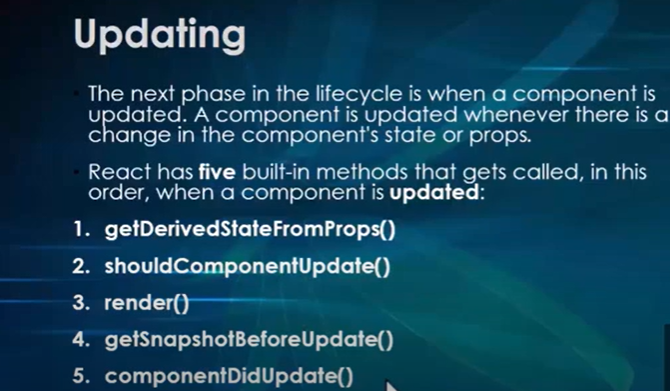 Updating
The next phase in the lifecycle is when a component is
updated. A component is updated whenever there is a
change in the component's state or props.
React has five built-in methods that gets called, in this
order, when a component is updated:
1. getDerivedStateFromProps()
2. shouldComponentUpdate()
3. render()
4. getSnapshotBeforeUpdate()
5. componentDidUpdate()